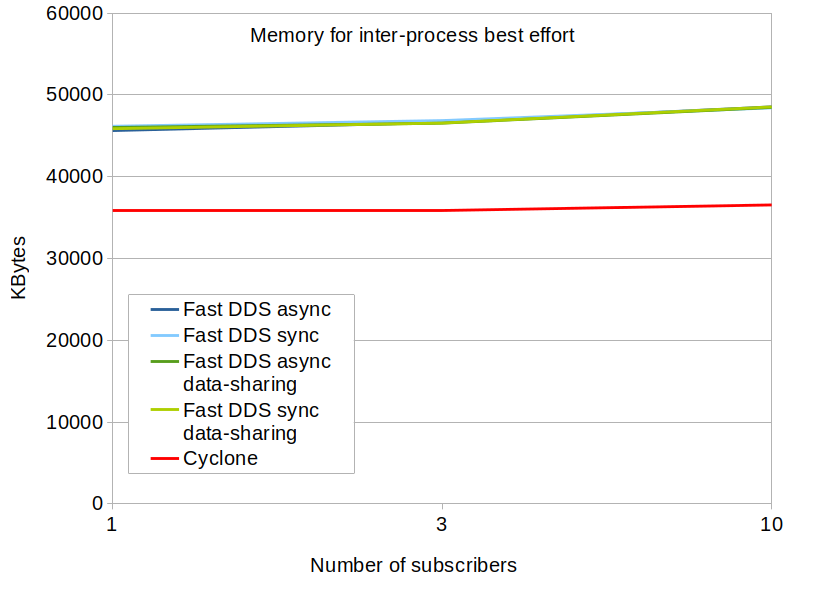 Memory for inter-process best effort
60000
50000
40000
30000
20000
10000
0
KBytes
Fast DDS async
Fast DDS sync
Fast DDS async
data-sharing
Fast DDS sync
data-sharing
Cyclone
1 3 10
Number of subscribers